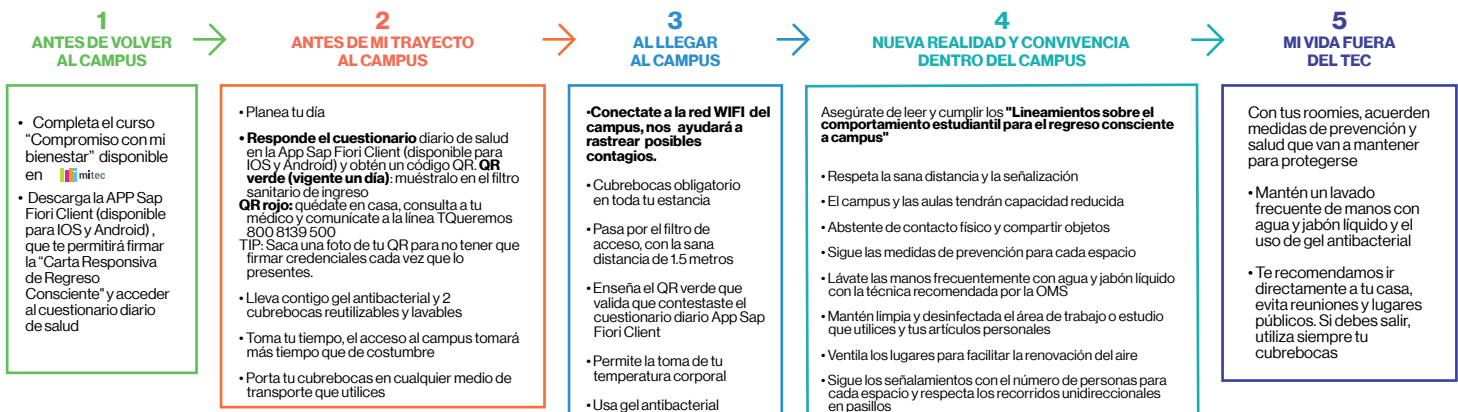 1
ANTES DE VOLVER
AL CAMPUS
• Completa el curso
“Compromiso con mi
bienestar” disponible
en mitec
• Descarga la APP Sap
Fiori Client (disponible
para IOS y Android) ,
que te permitirá firmar
la “Carta Responsiva
de Regreso
Consciente" y acceder
al cuestionario diario
de salud
2
ANTES DE MI TRAYECTO
AL CAMPUS
• Planea tu día
• Responde el cuestionario diario de salud
en la App Sap Fiori Client (disponible para
IOS y Android) y obtén un código QR. QR
verde (vigente un día): muéstralo en el filtro
sanitario de ingreso
QR rojo: quédate en casa, consulta a tu
médico y comunícate a la línea TQueremos
800 8139 500
TIP: Saca una foto de tu QR para no tener que
firmar credenciales cada vez que lo
presentes.
• Lleva contigo gel antibacterial y 2
cubrebocas reutilizables y lavables
• Toma tu tiempo, el acceso al campus tomará
más tiempo que de costumbre
• Porta tu cubrebocas en cualquier medio de
transporte que utilices
3
AL LLEGAR
AL CAMPUS
•Conectate a la red WIFI del
campus, nos ayudará a
rastrear posibles
contagios.
• Cubrebocas obligatorio
en toda tu estancia
• Pasa por el filtro de
acceso, con la sana
distancia de 1.5 metros
• Enseña el QR verde que
valida que contestaste el
cuestionario diario App Sap
Fiori Client
• Permite la toma de tu
temperatura corporal
• Usa gel antibacterial
4
NUEVA REALIDAD Y CONVIVENCIA
DENTRO DEL CAMPUS
Asegúrate de leer y cumplir los "Lineamientos sobre el
comportamiento estudiantil para el regreso consciente
a campus"
• Respeta la sana distancia y la señalización
• El campus y las aulas tendrán capacidad reducida
• Abstente de contacto físico y compartir objetos
• Sigue las medidas de prevención para cada espacio
• Lávate las manos frecuentemente con agua y jabón líquido
con la técnica recomendada por la OMS
• Mantén limpia y desinfectada el área de trabajo o estudio
que utilices y tus artículos personales
• Ventila los lugares para facilitar la renovación del aire
• Sigue los señalamientos con el número de personas para
cada espacio y respecta los recorridos unidireccionales
en pasillos
5
MI VIDA FUERA
DEL TEC
Con tus roomies, acuerden
medidas de prevención y
salud que van a mantener
para protegerse
• Mantén un lavado
frecuente de manos con
agua y jabón líquido y el
uso de gel antibacterial
• Te recomendamos ir
directamente a tu casa,
evita reuniones y lugares
públicos. Si debes salir,
utiliza siempre tu
cubrebocas